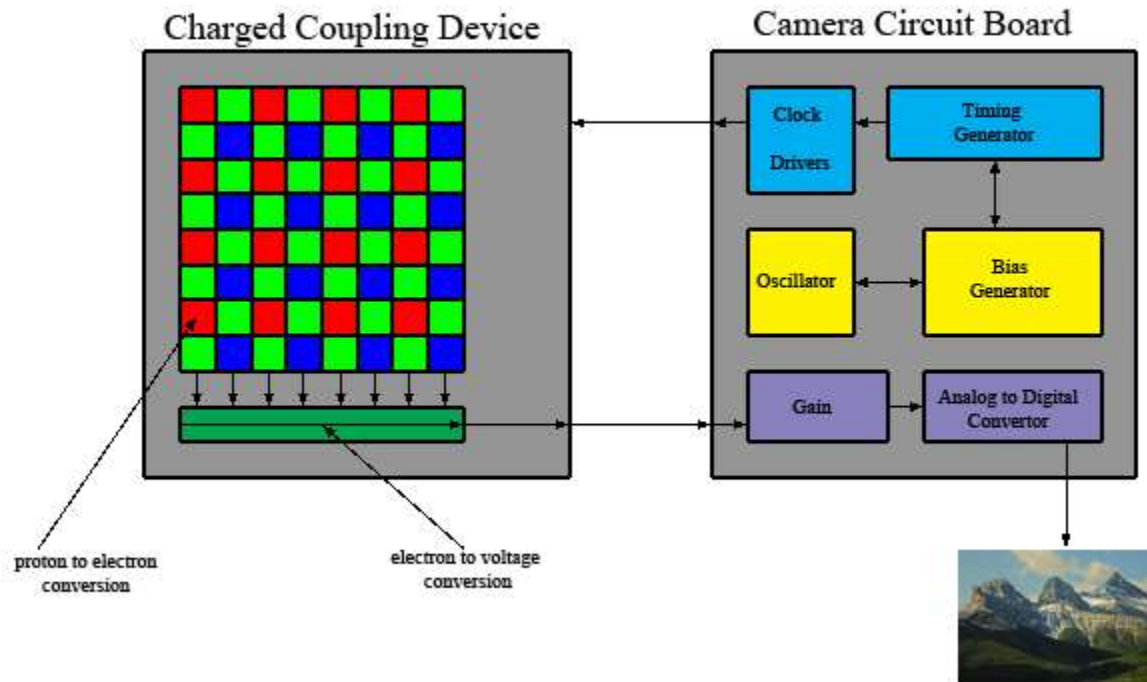 Charged Coupling Device
Camera Circuit Board
Clock
Drivers
Timing
Generator
Oscillator
Bias
Generator
Gain
Analog to Digital
Convertor
proton to electron
conversion
electron to voltage
conversion